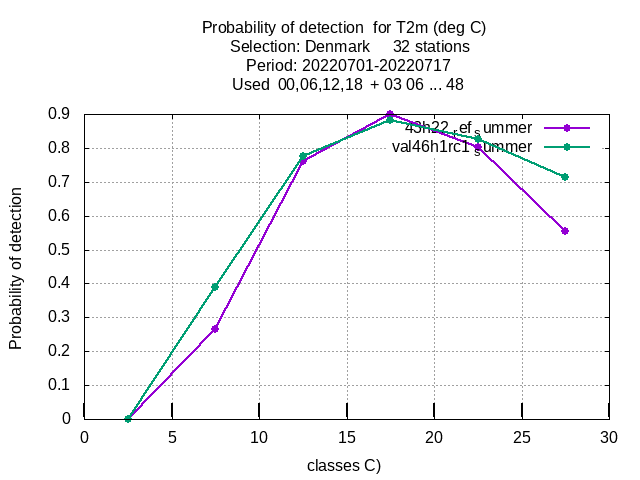 Probability of detection  for T2m (deg C)
Selection: Denmark     32 stations
Period: 20220701-20220717
Used  00,06,12,18  + 03 06 ... 48
43h22_ref_summer
val46h1rc1_summer
Probability of detection
0.9
0.8
0.7
0.6
0.5
0.4
0.3
0.2
0.1
0
0 5 10 15 20 25 30
classes C)